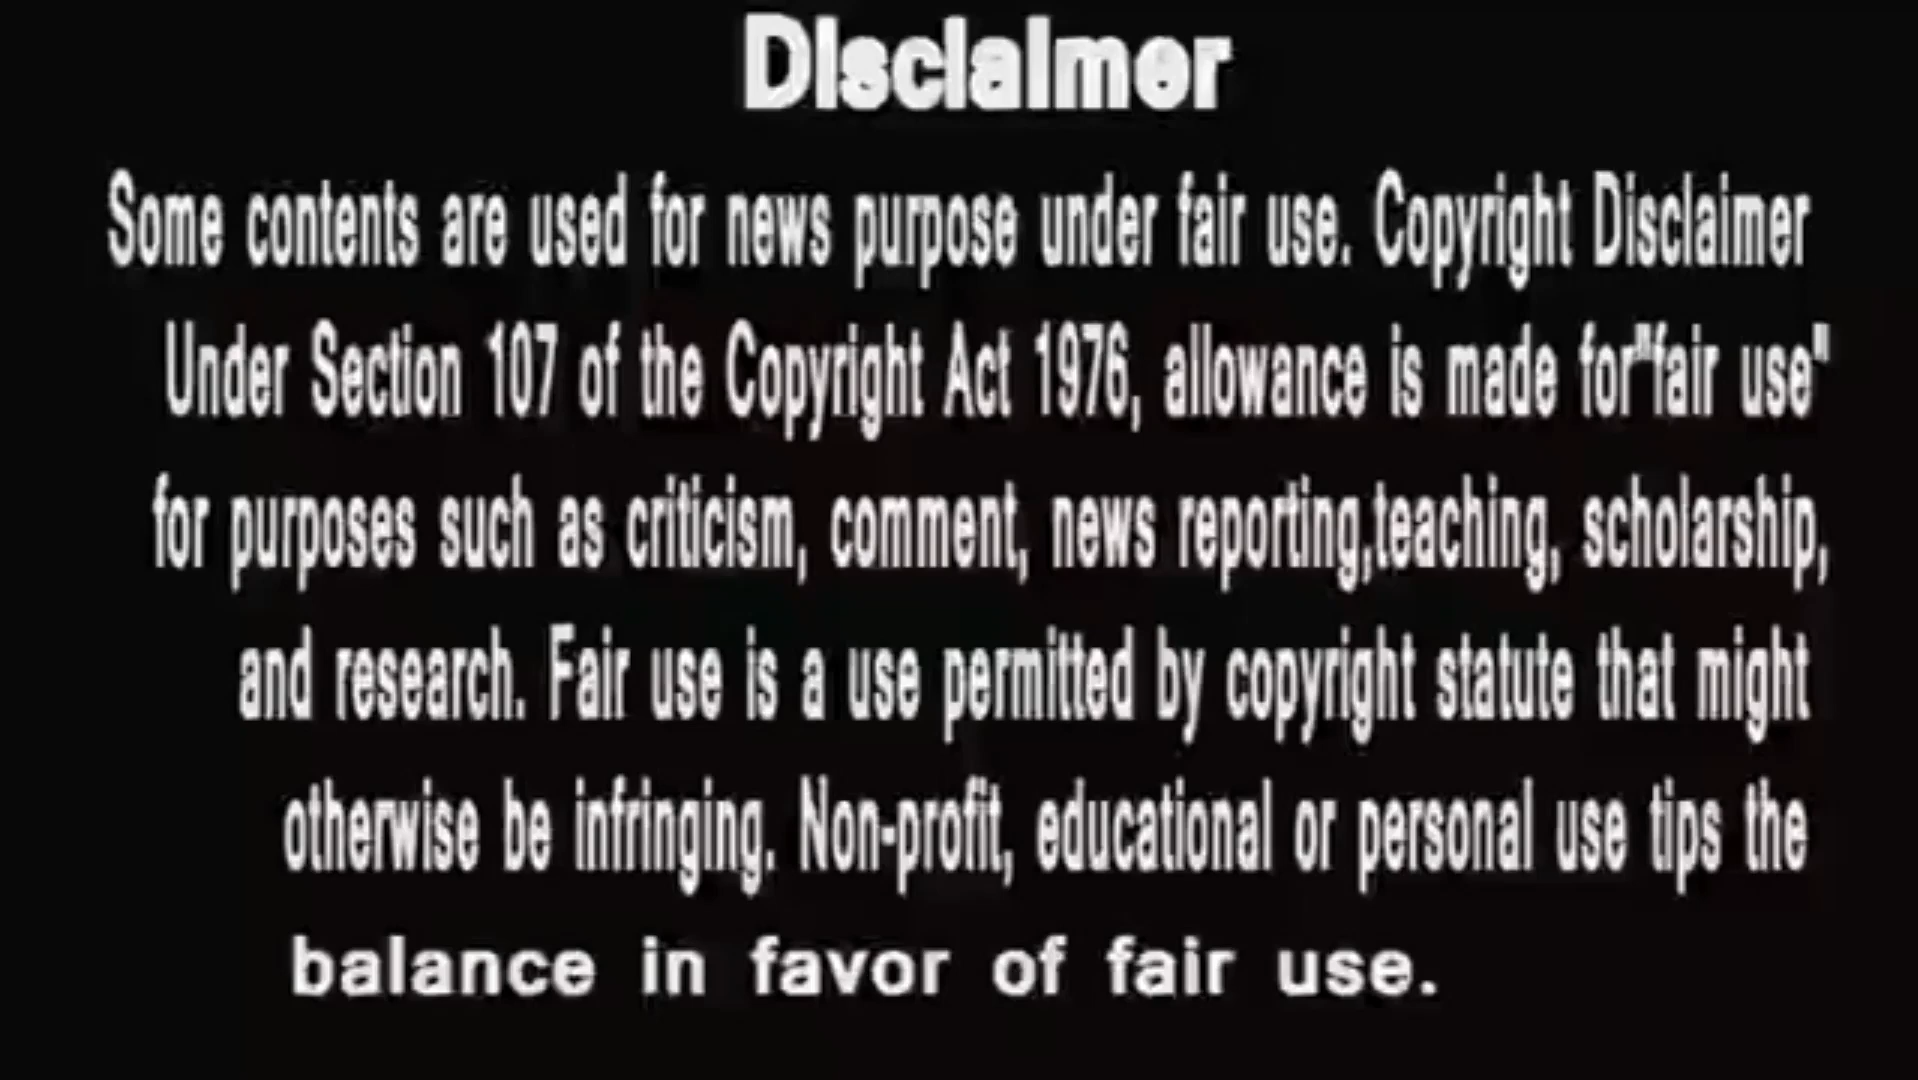 Disclaimer
Some contents are used for news purpose under fair use. Copyright Disclaimer
Under Section 107 of the Copyright Act 1976, allowance is made for"fair use"
for purposes such as criticism, comment, news reporting,teaching, scholarship,
and research. Fair use is a use permitted by copyright statute that might
otherwise be infringing. Non-profit, educational or personal use tips the
balance in favor of fair use.